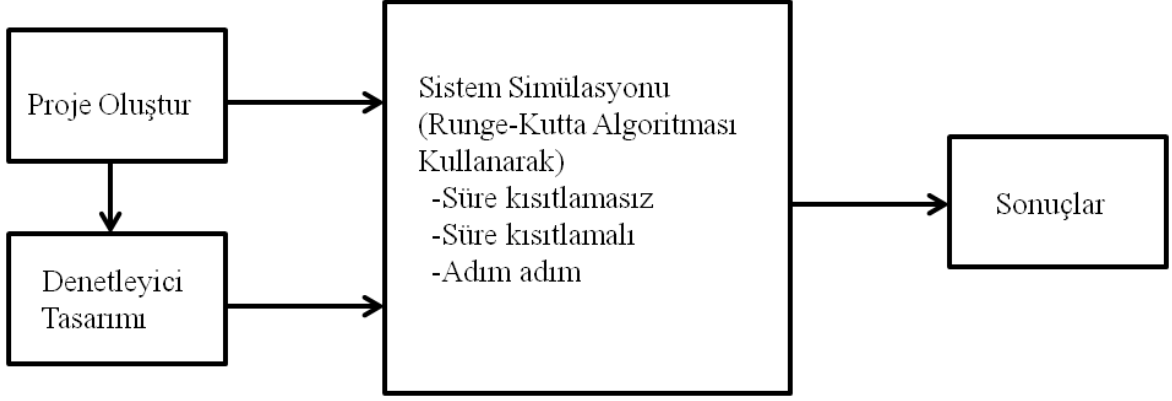 Proje Oluştur
Denetleyici
Tasarımı
Sistem Simülasyonu
(Runge-Kutta Algoritması
Kullanarak)
-Süre kısıtlamasız
-Süre kısıtlamalı
-Adım adım
Sonuçlar